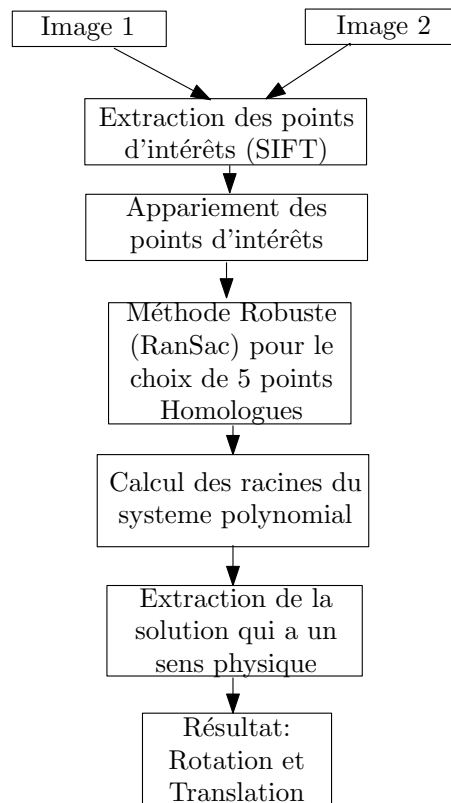 Image 1
Image 2
Extraction des points
d'intérêts (SIFT)
Appariement des
points d'intérêts
Méthode Robuste
(RanSac) pour le
choix de 5 points
Homologues
Calcul des racines du
systeme polynomial
Extraction de la
solution qui a un
sens physique
Résultat:
Rotation et
Translation